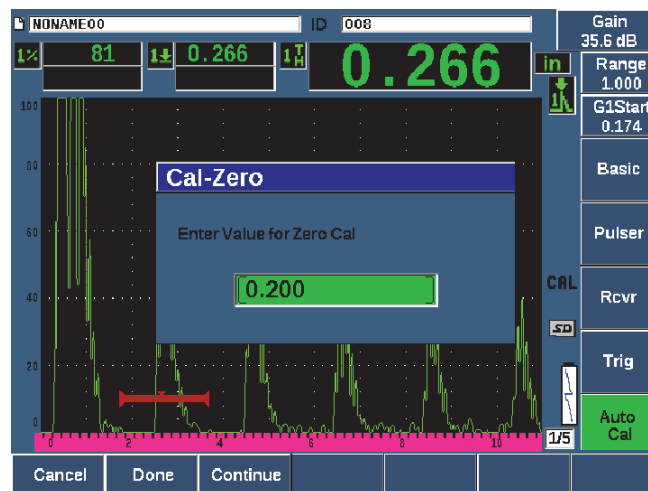 NONAME00 ID 008
Gain
35.6 dB
1% 81 0.266 1 TH 0.266 in
Range
1.000
G1Start
0.174
100
80
60
40
20
0
Cal-Zero
Enter Value for Zero Cal
0.200
0 2 4 6 8 10
CAL
SD
1/5
Basic
Pulser
Rcvr
Trig
Auto
Cal
Cancel Done Continue